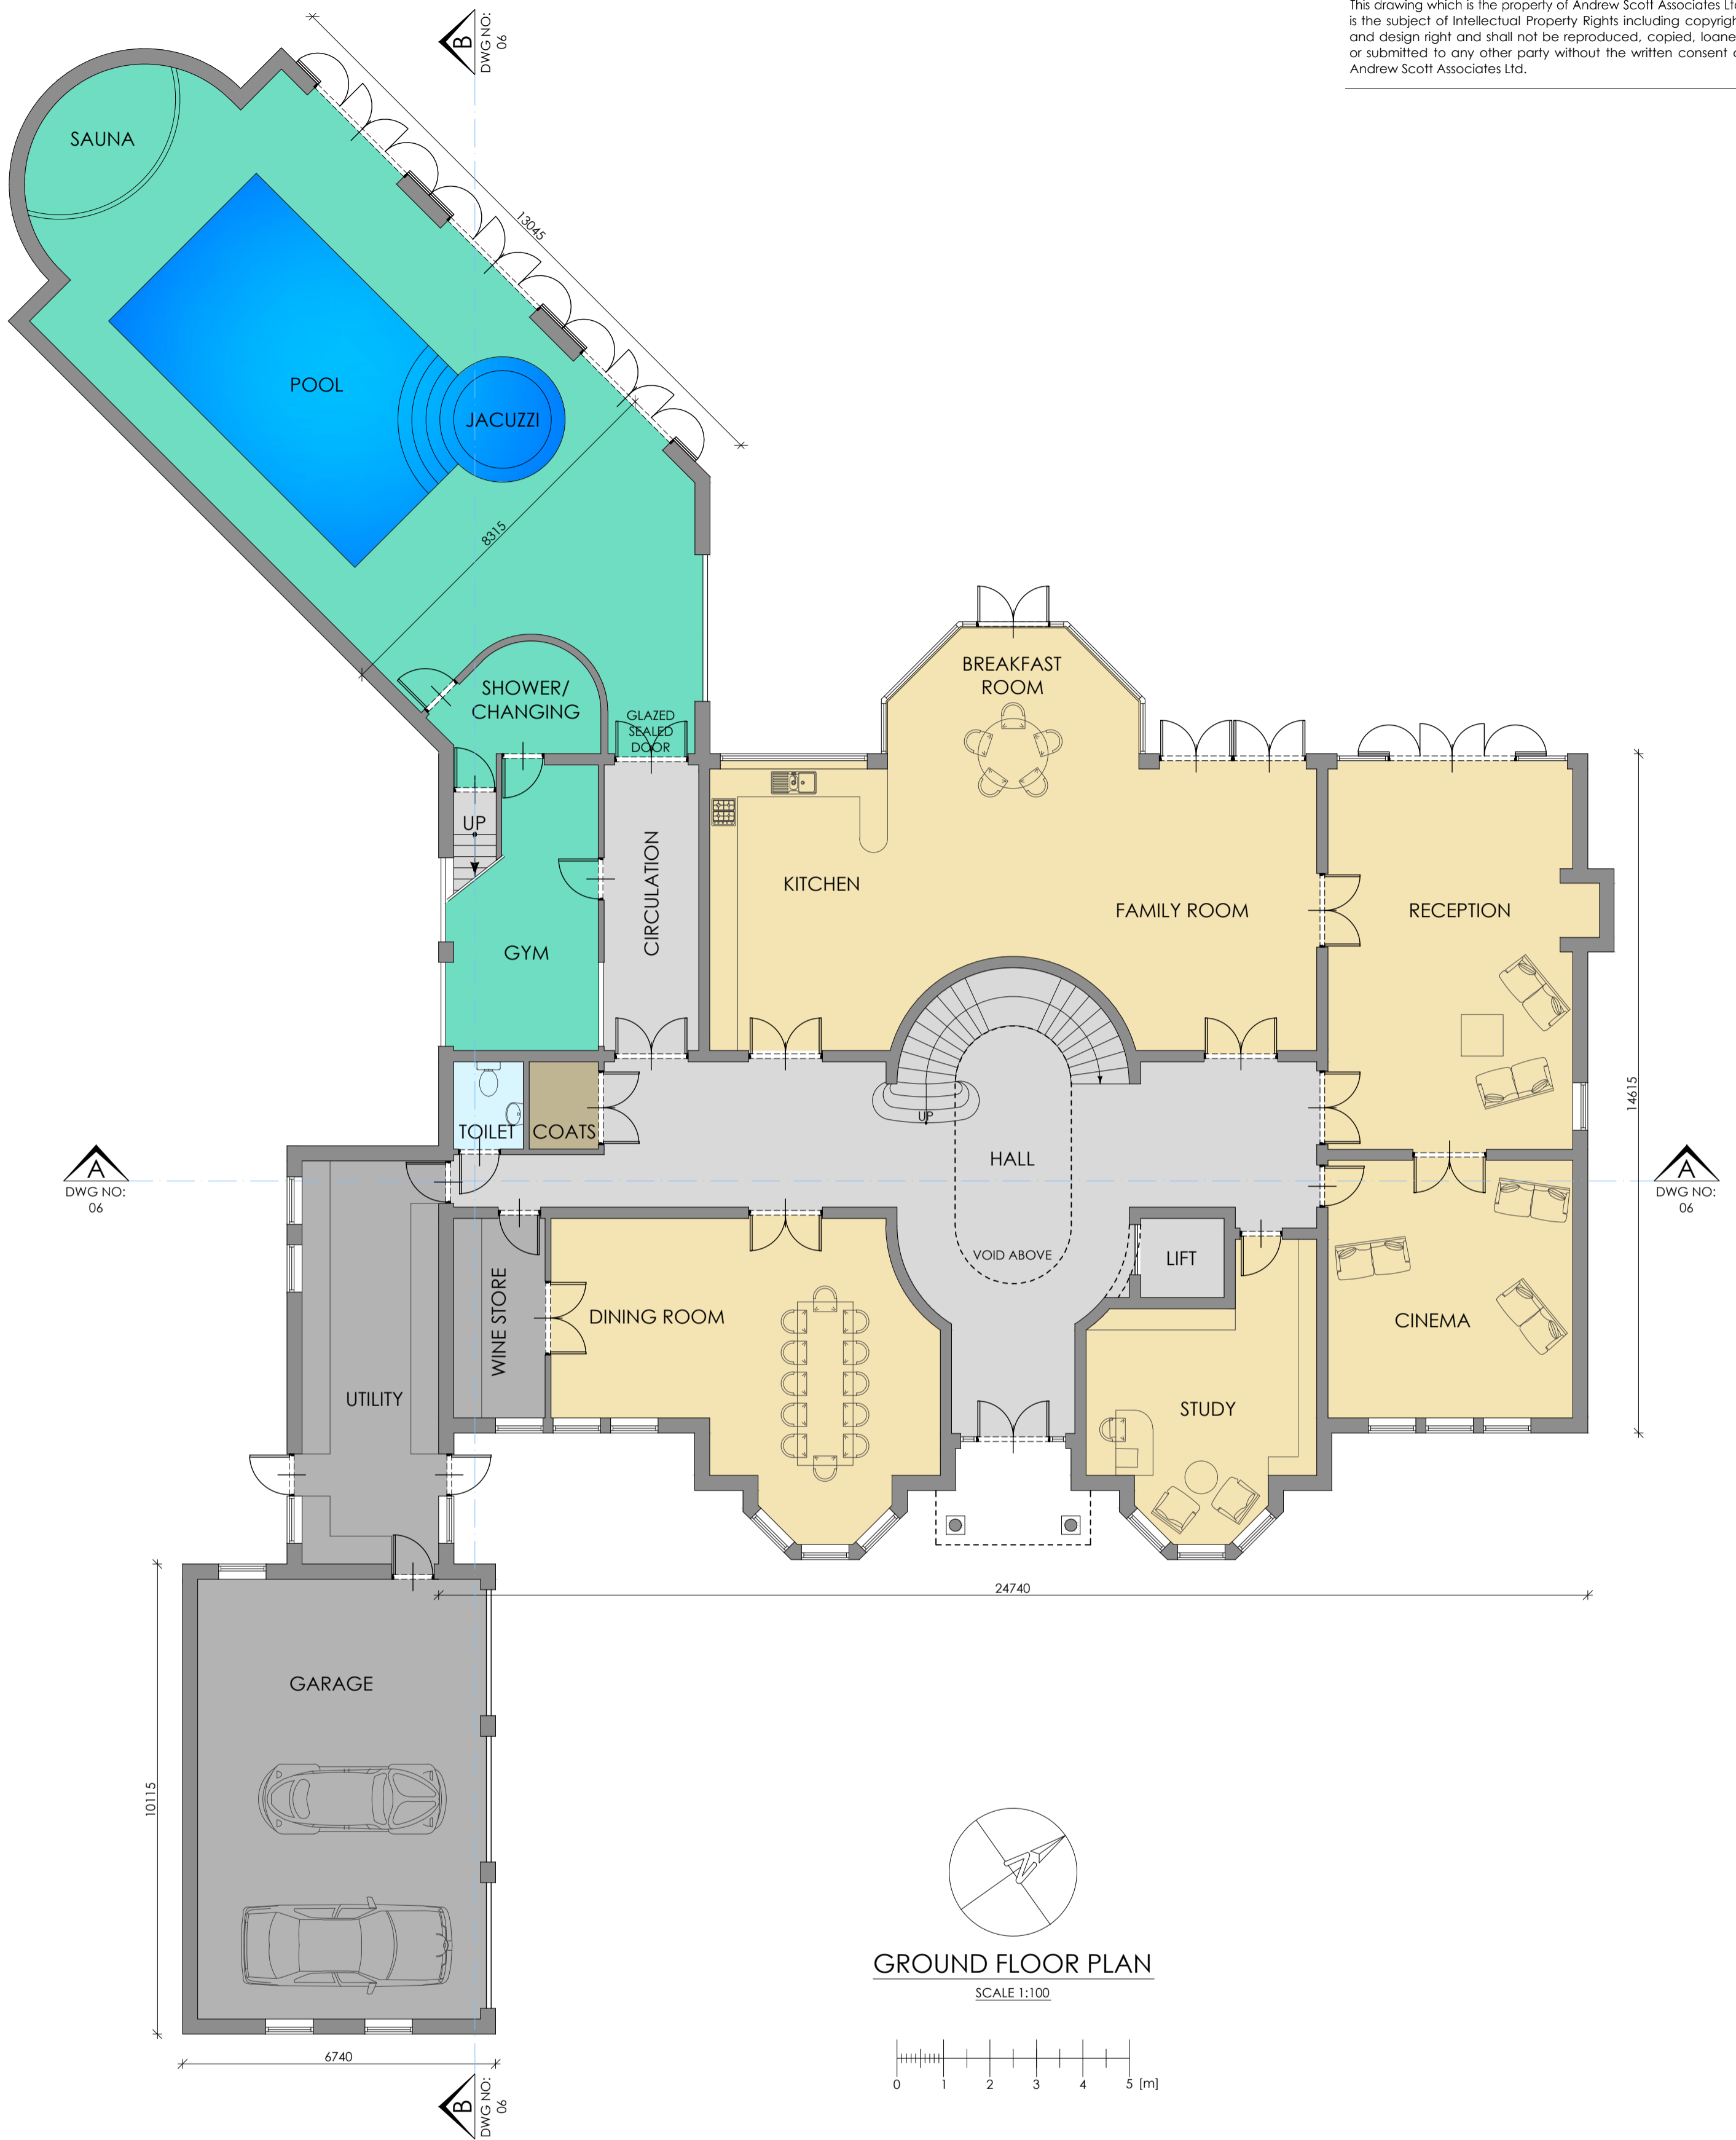 This drawing which is the property of Andrew Scott Associates
is the subject of Intellectual Property Rights including
and design right and shall not be reproduced, copied,
or submitted to any other party without the written consent
Andrew Scott Associates Ltd.
B
DWG NO:
06
SAUNA
13045
POOL
JACUZZI
8315
BREAKFAST
ROOM
SHOWER/
CHANGING
GLAZED
SEALED
DOOR
UP
CIRCULATION
KITCHEN
FAMILY ROOM
RECEPTION
GYM
14615
UP
TOILET
COATS
HALL
A
DWG NO:
06
A
DWG NO:
06
VOID ABOVE
LIFT
WINE STORE
DINING ROOM
CINEMA
UTILITY
STUDY
24740
GARAGE
10115
N
GROUND FLOOR PLAN
SCALE 1:100
6740
0 1 2 3 4 5 [m]
B
DWG NO:
06